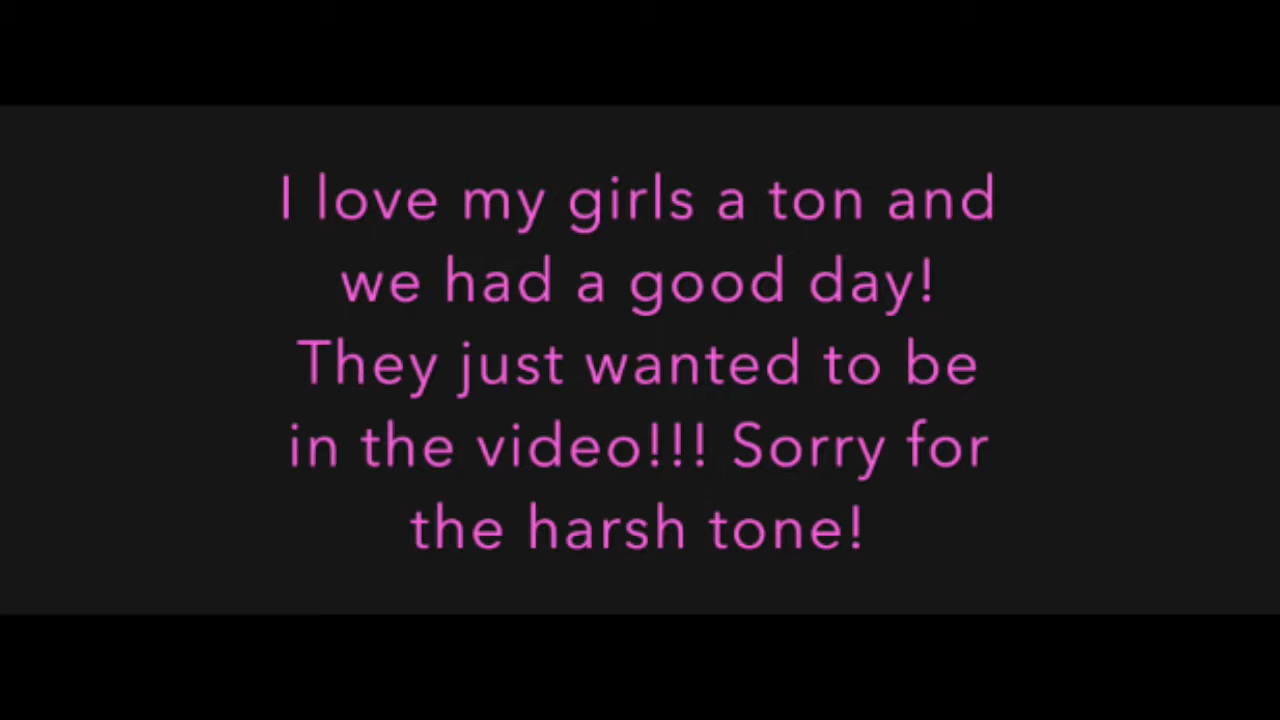 I love my girls a ton and
we had a good day!
They just wanted to be
in the video!!! Sorry for
the harsh tone!